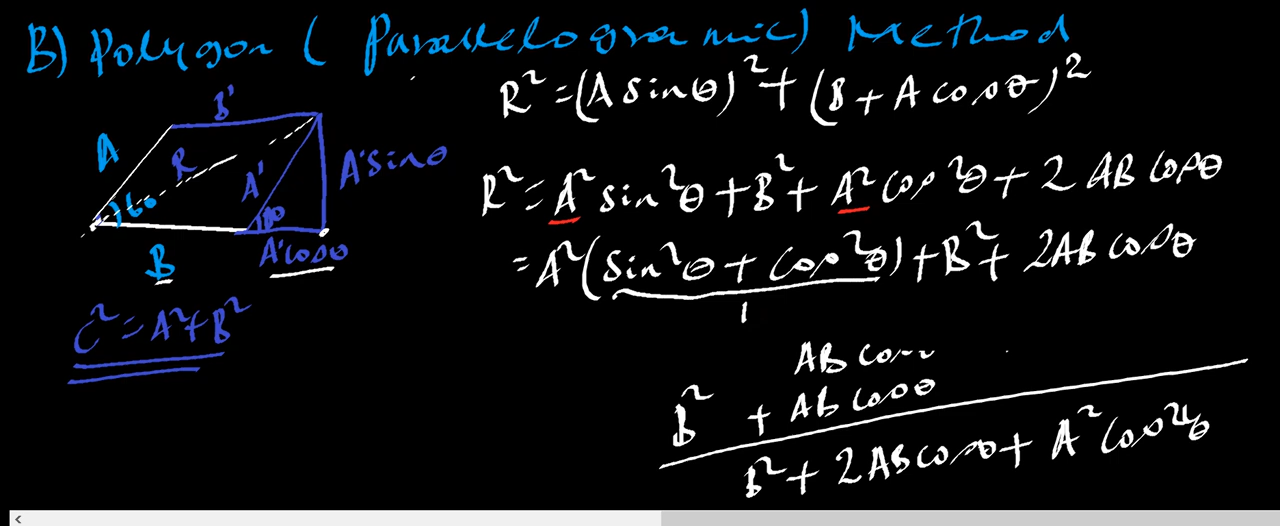 B) Polygon ( Parallelogramic) Method
R² = (A sinθ)² + (B + A cosθ)²
B'
A
R
A'
A'sinθ
B
A'cosθ
R² = A² sin²θ + B² + A² cos²θ + 2 AB cosθ
= A² (sin²θ + cos²θ) + B² + 2AB cosθ
1
C² = A² + B²
AB cos
B² + AB cosθ
B² + 2AB cosθ + A² cos²θ